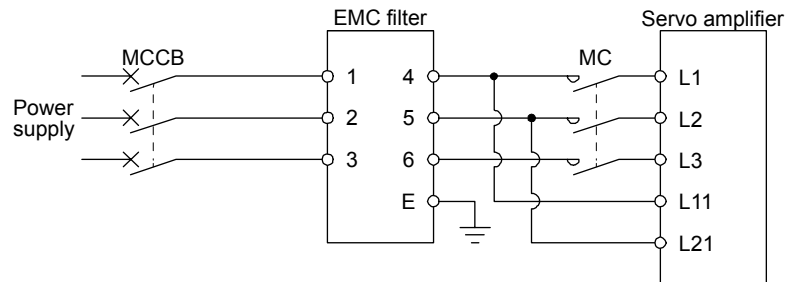 EMC filter
Servo amplifier
MCCB
MC
Power
supply
1 4
L1
2 5
L2
3 6
L3
E
L11
L21